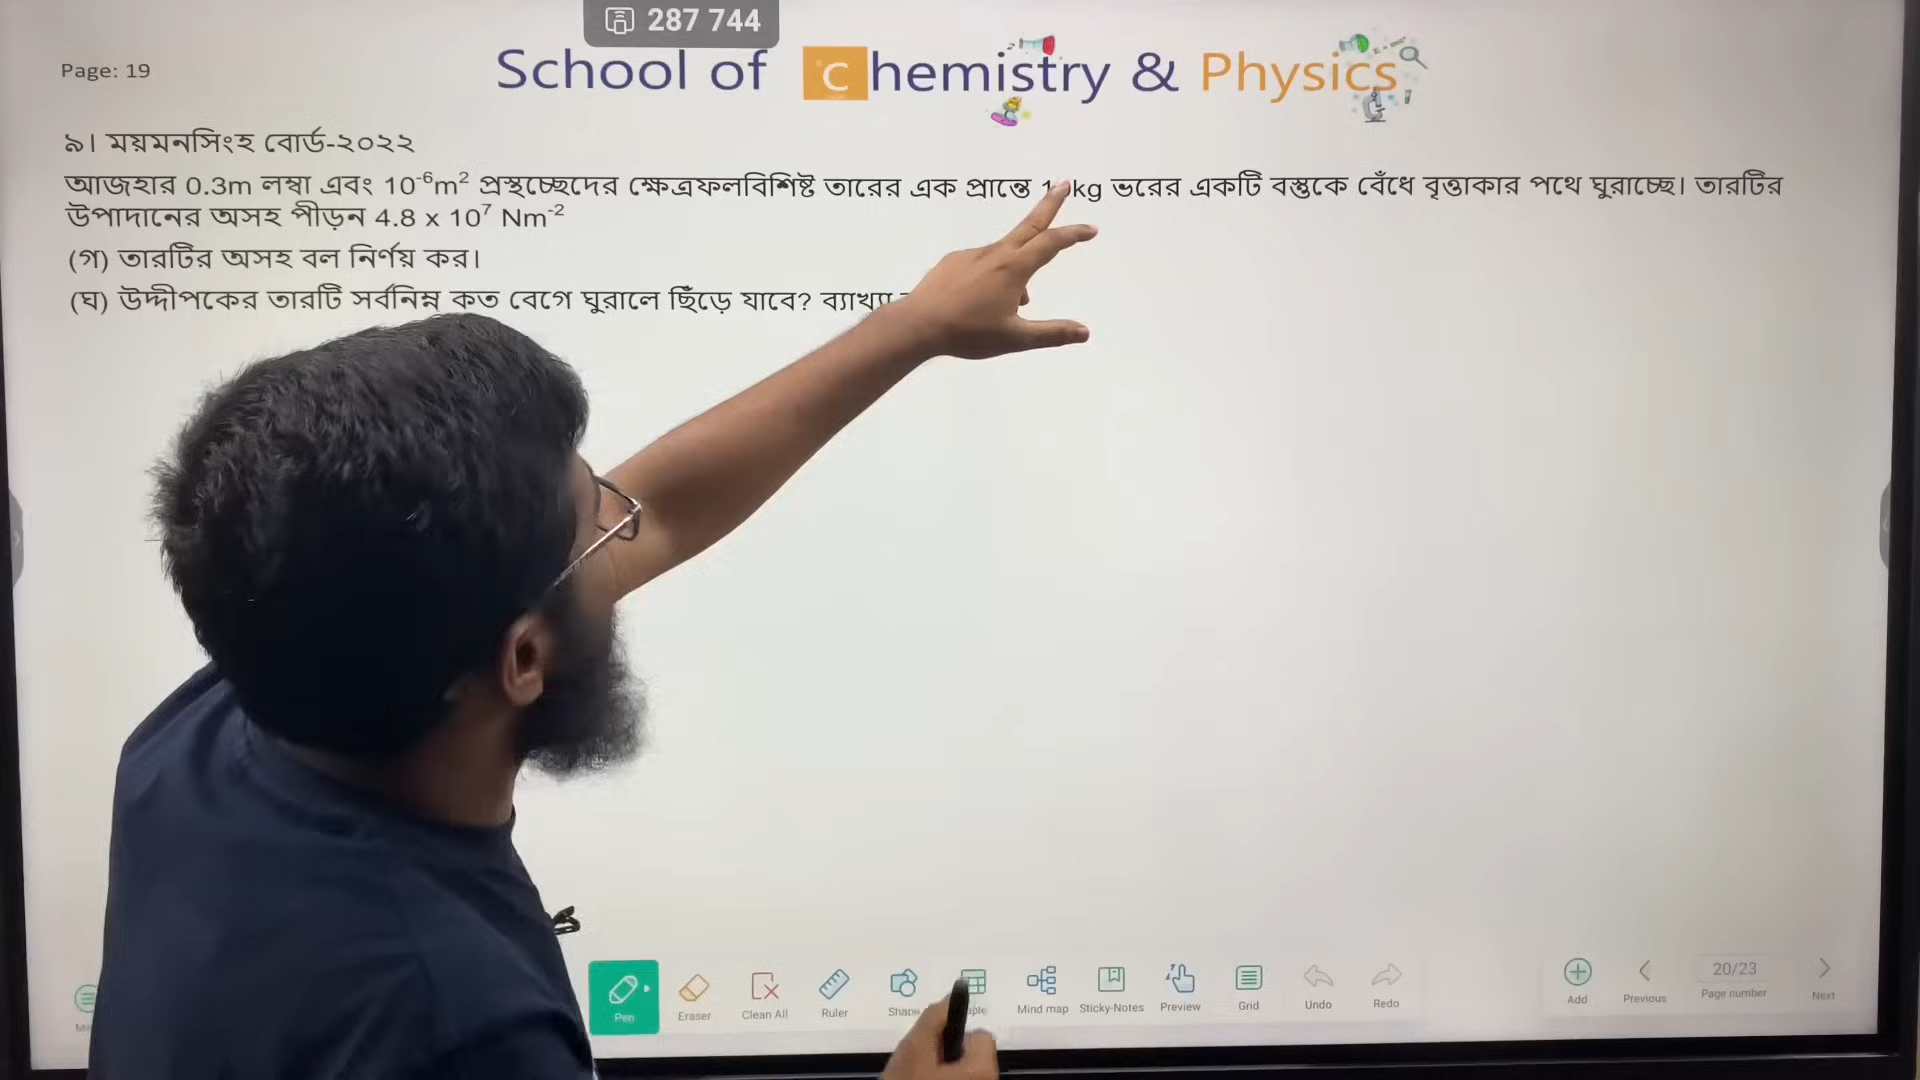 287 744
Page: 19
School of Chemistry & Physics
৯। ময়মনসিংহ বোর্ড-২০২২
আজহার 0.3m লম্বা এবং 10⁻⁶m² প্রস্থচ্ছেদের ক্ষেত্রফলবিশিষ্ট তারের এক প্রান্তে kg ভরের একটি বস্তুকে বেঁধে বৃত্তাকার পথে ঘুরাচ্ছে। তারটির
উপাদানের অসহ পীড়ন 4.8 x 10⁷ Nm⁻²
(গ) তারটির অসহ বল নির্ণয় কর।
(ঘ) উদ্দীপকের তারটি সর্বনিম্ন কত বেগে ঘুরালে ছিঁড়ে যাবে?
Pen
Eraser
Clean All
Ruler
Mind map
Sticky-Notes
Preview
Grid
Undo
Redo
Add
Previous
20/23
Page number
Next